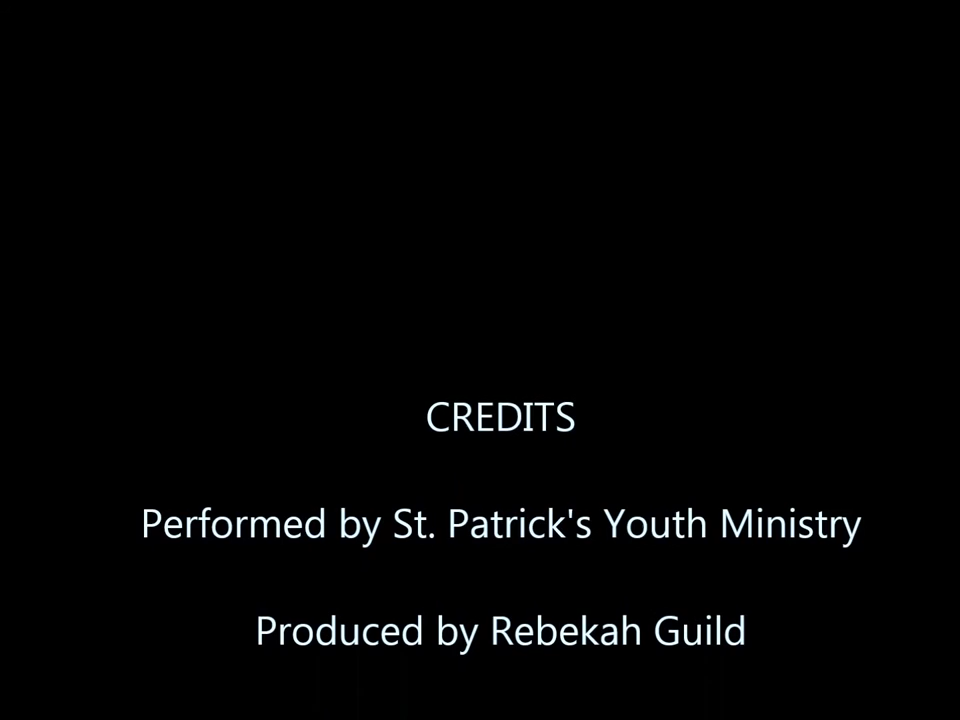 CREDITS
Performed by St. Patrick's Youth Ministry
Produced by Rebekah Guild